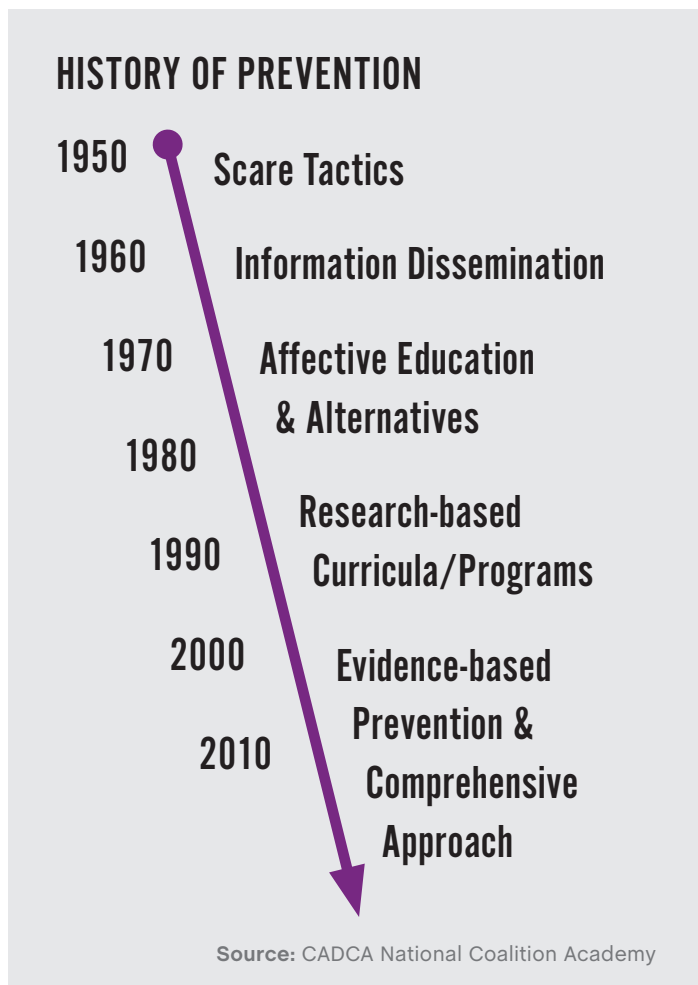 HISTORY OF PREVENTION
1950
Scare Tactics
1960
Information Dissemination
1970
Affective Education
& Alternatives
1980
Research-based
1990
Curricula/Programs
2000
Evidence-based
Prevention &
2010
Comprehensive
Approach
Source: CADCA National Coalition Academy